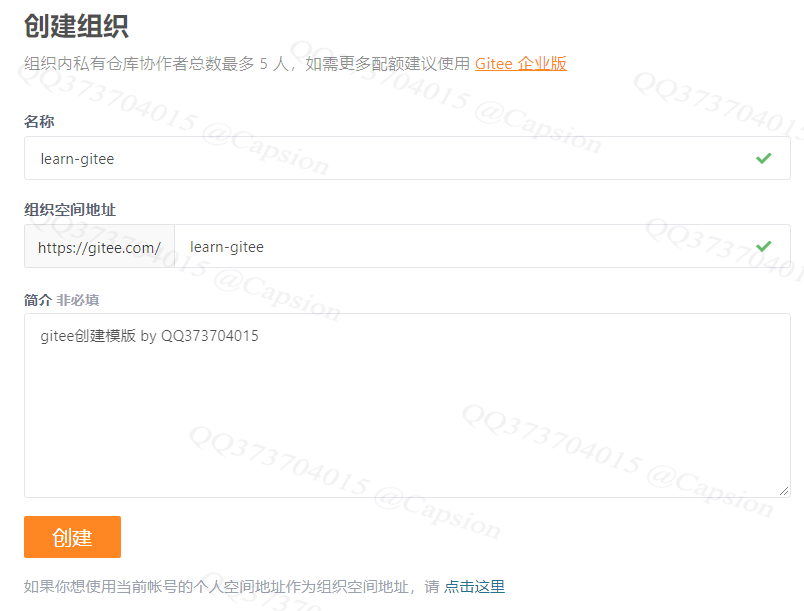 创建组织
组织内私有仓库协作者总数最多 5 人，如需更多配额建议使用 Gitee 企业版
名称
learn-gitee
组织空间地址
https://gitee.com/ learn-gitee
简介 非必填
gitee创建模版 by QQ373704015
创建
如果你想使用当前帐号的个人空间地址作为组织空间地址，请 点击这里
QQ373704015 @Capsion
QQ373704015 @Capsion
QQ373704015
QQ373704015 @Capsion
QQ373704015
QQ373704015 @Capsion
QQ373704015 @Capsion
QQ373704015